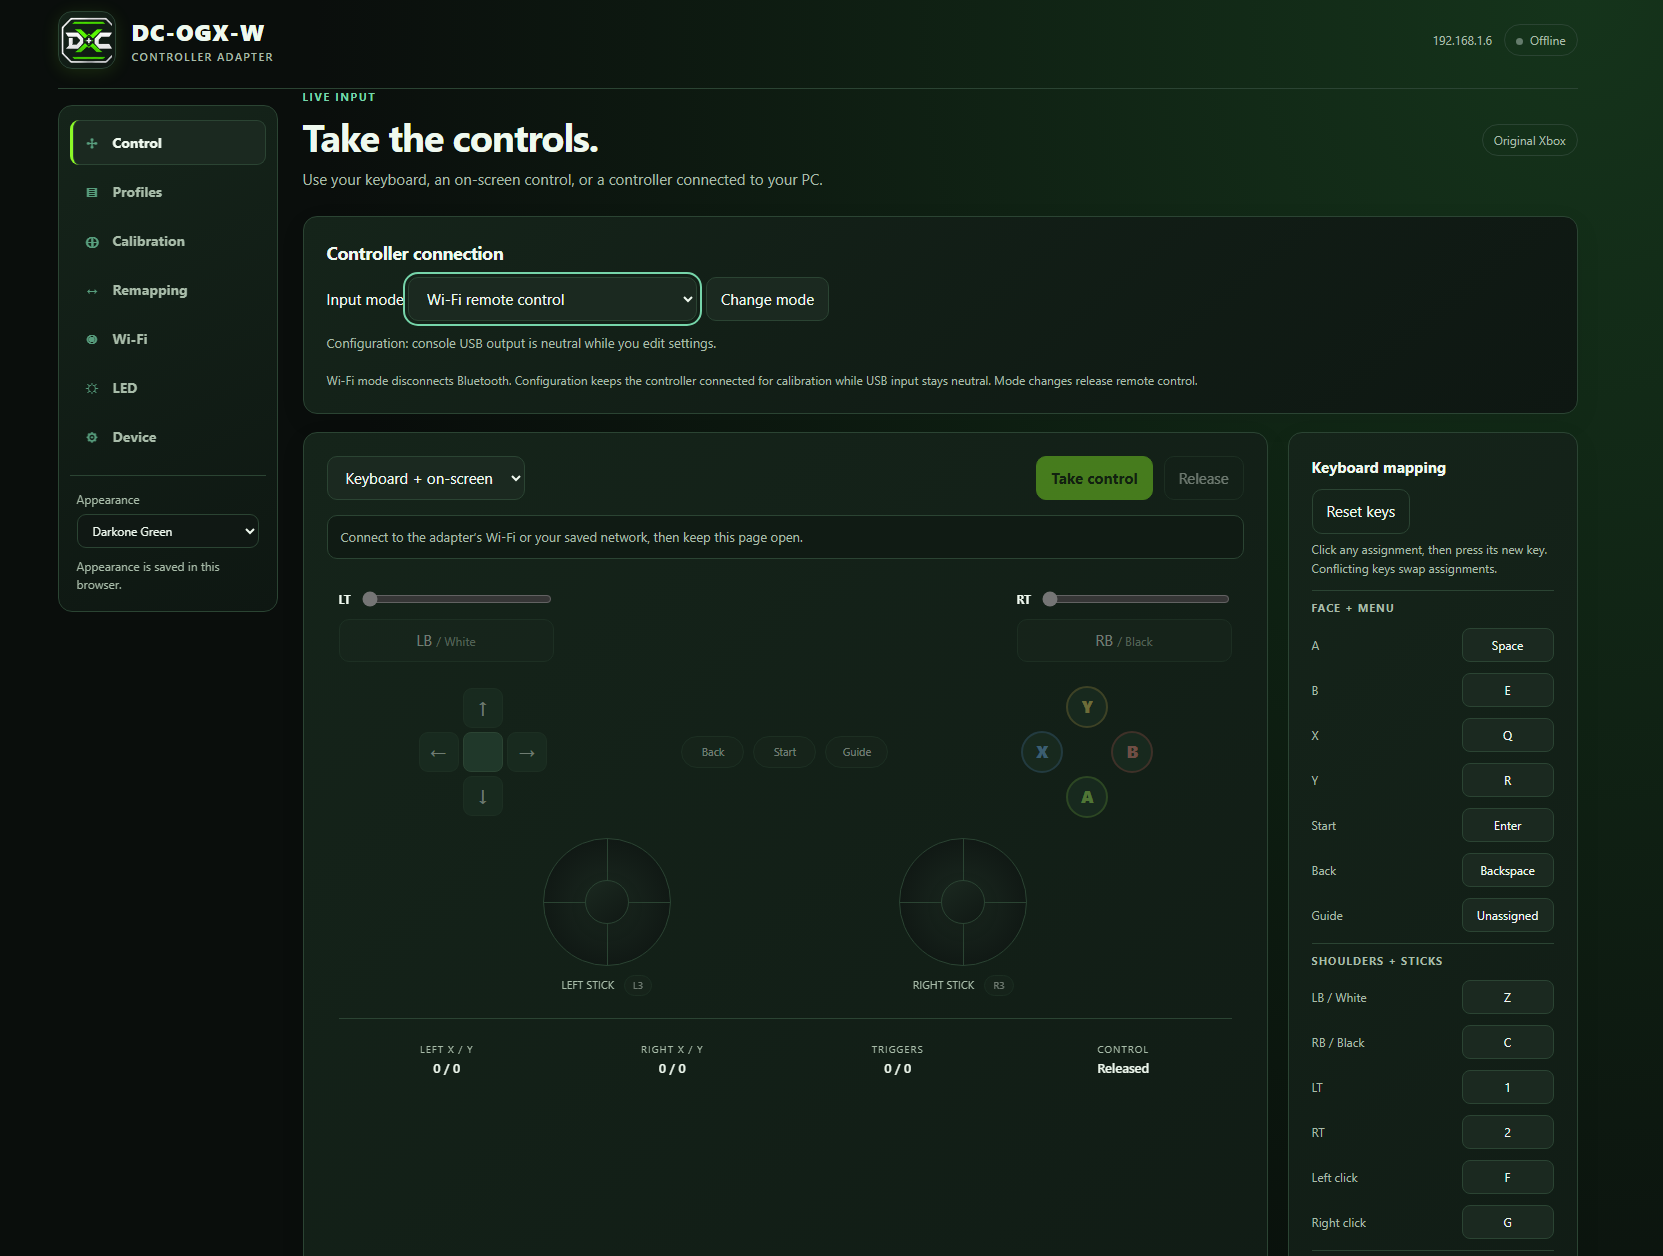 DXC
DC-OGX-W
CONTROLLER ADAPTER
192.168.1.6
Offline
Control
Profiles
Calibration
Remapping
Wi-Fi
LED
Device
Appearance
Darkone Green
Appearance is saved in this
browser.
LIVE INPUT
Take the controls.
Original Xbox
Use your keyboard, an on-screen control, or a controller connected to your PC.
Controller connection
Input mode
Wi-Fi remote control
Change mode
Configuration: console USB output is neutral while you edit settings.
Wi-Fi mode disconnects Bluetooth. Configuration keeps the controller connected for calibration while USB input stays neutral. Mode changes release remote control.
Keyboard + on-screen
Take control
Release
Connect to the adapter's Wi-Fi or your saved network, then keep this page open.
LT
RT
LB / White
RB / Black
↑
← →
↓
Back
Start
Guide
Y
X
B
A
LEFT STICK
L3
RIGHT STICK
R3
LEFT X / Y
0 / 0
RIGHT X / Y
0 / 0
TRIGGERS
0 / 0
CONTROL
Released
Keyboard mapping
Reset keys
Click any assignment, then press its new key.
Conflicting keys swap assignments.
FACE + MENU
A Space
B E
X Q
Y R
Start Enter
Back Backspace
Guide Unassigned
SHOULDERS + STICKS
LB / White Z
RB / Black C
LT 1
RT 2
Left click F
Right click G